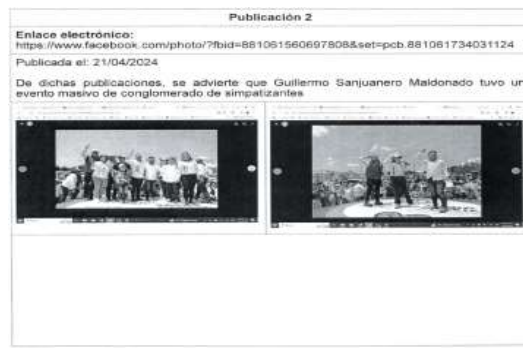 Publicación 2
Enlace electrónico:
https://www.facebook.com/photo/?fbid=881061560697808&set=pcb.881061734031124
Publicada el: 21/04/2024
De dichas publicaciones, se advierte que Guillermo Sanjuanero Maldonado tuvo un
evento masivo de conglomerado de simpatizantes